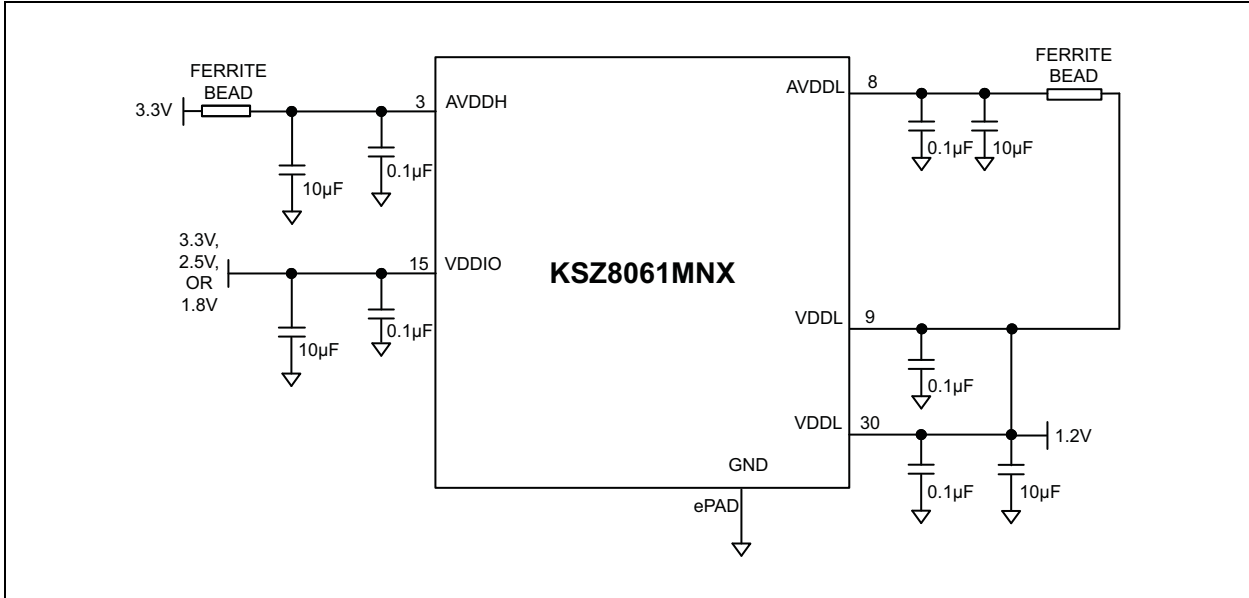 FERRITE
BEAD
3.3V
3
AVDDH
10µF
0.1µF
3.3V,
2.5V,
OR
1.8V
15
VDDIO
10µF
0.1µF
KSZ8061MNX
GND
ePAD
AVDDL
8
FERRITE
BEAD
0.1µF
10µF
VDDL
9
0.1µF
VDDL
30
1.2V
0.1µF
10µF